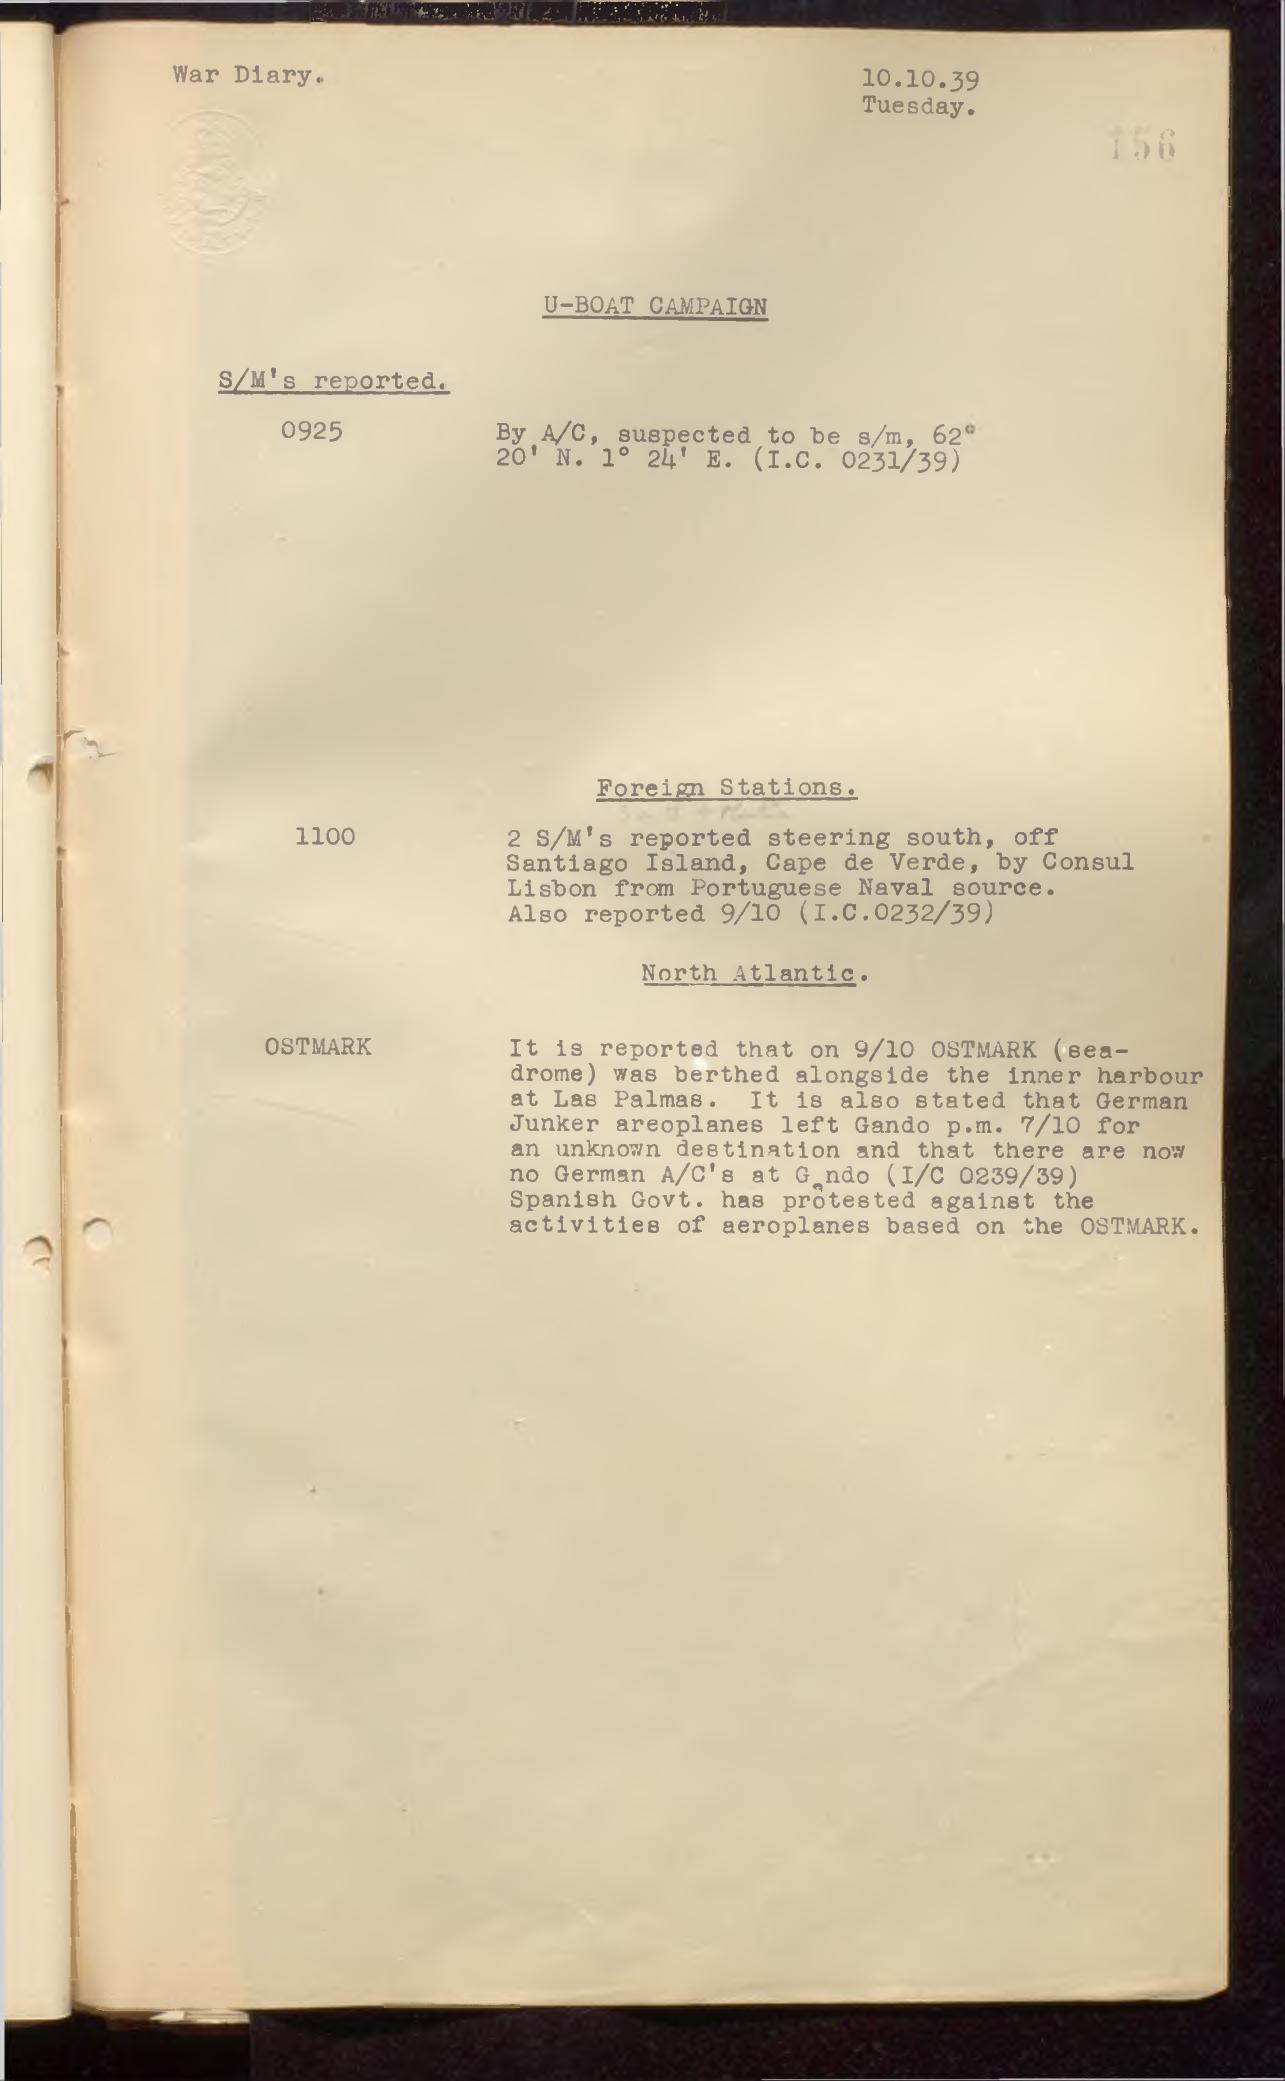 War Diary.
10.10.39
Tuesday.
156
U-BOAT CAMPAIGN
S/M's reported.
0925
By A/C, suspected to be s/m, 62°
20' N. 1° 24' E. (I.C. 0231/39)
Foreign Stations.
1100
2 S/M's reported steering south, off
Santiago Island, Cape de Verde, by Consul
Lisbon from Portuguese Naval source.
Also reported 9/10 (I.C.0232/39)
North Atlantic.
OSTMARK
It is reported that on 9/10 OSTMARK (sea-
drome) was berthed alongside the inner harbour
at Las Palmas. It is also stated that German
Junker areoplanes left Gando p.m. 7/10 for
an unknown destination and that there are now
no German A/C's at Gando (I/C 0239/39)
Spanish Govt. has protested against the
activities of aeroplanes based on the OSTMARK.